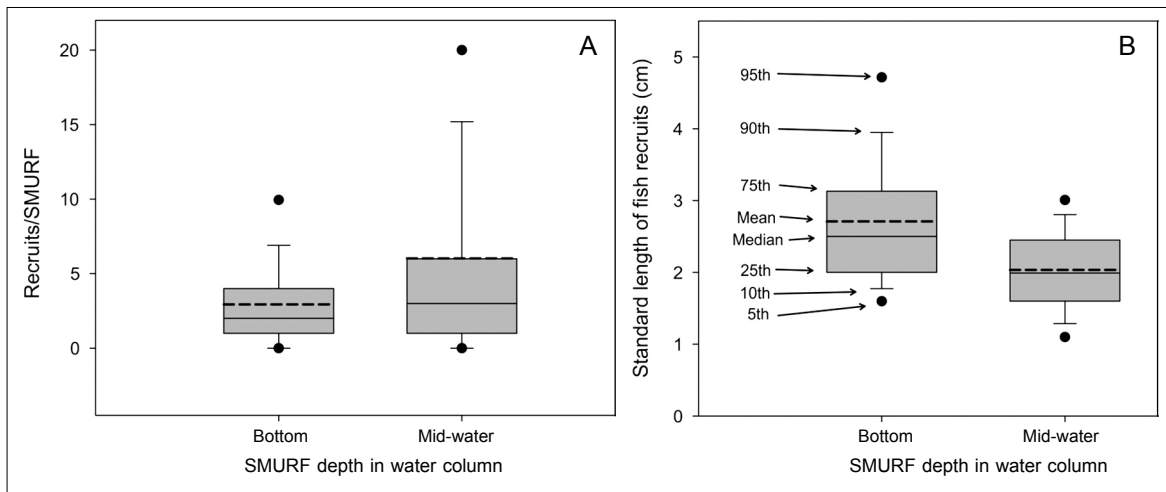 A
Recruits/SMURF
20
15
10
5
0
Bottom
Mid-water
SMURF depth in water column
B
Standard length of fish recruits (cm)
5
4
3
2
1
0
95th
90th
75th
Mean
Median
25th
10th
5th
Bottom
Mid-water
SMURF depth in water column